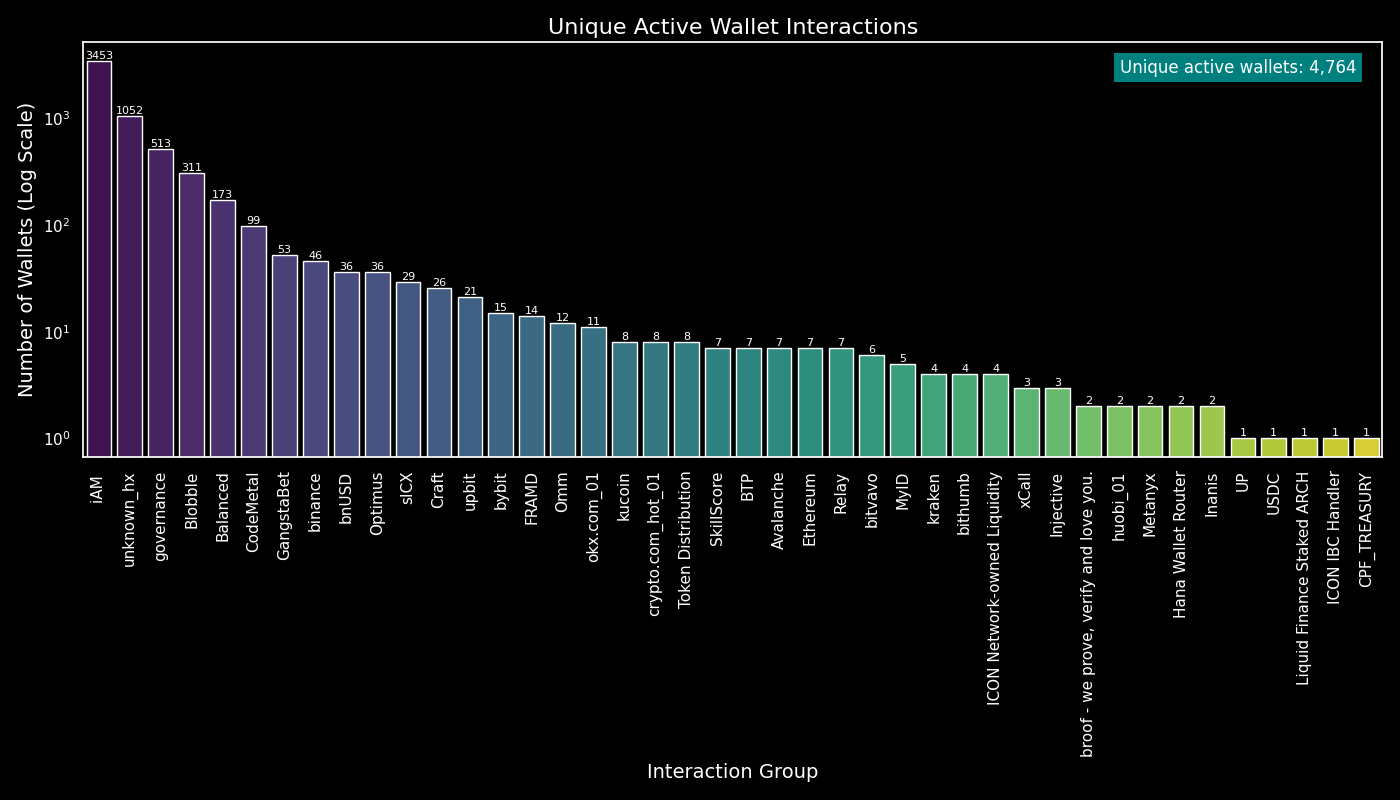 Unique Active Wallet Interactions
Unique active wallets: 4,764
Number of Wallets (Log Scale)
10³
10²
10¹
10⁰
3453
1052
513
311
173
99
53
46
36
36
29
26
21
15
14
12
11
8
8
8
7
7
7
7
7
6
5
4
4
4
3
3
2
2
2
2
2
1
1
1
1
1
iAM
unknown_hx
governance
Blobble
Balanced
CodeMetal
GangstaBet
binance
bnUSD
Optimus
sICX
Craft
upbit
bybit
FRAMD
Omm
okx.com_01
kucoin
crypto.com_hot_01
Token Distribution
SkillScore
BTP
Avalanche
Ethereum
Relay
bitvavo
MyID
kraken
bithumb
ICON Network-owned Liquidity
xCall
Injective
broof - we prove, verify and love you.
huobi_01
Metanyx
Hana Wallet Router
Inanis
UP
USDC
Liquid Finance Staked ARCH
ICON IBC Handler
CPF_TREASURY
Interaction Group